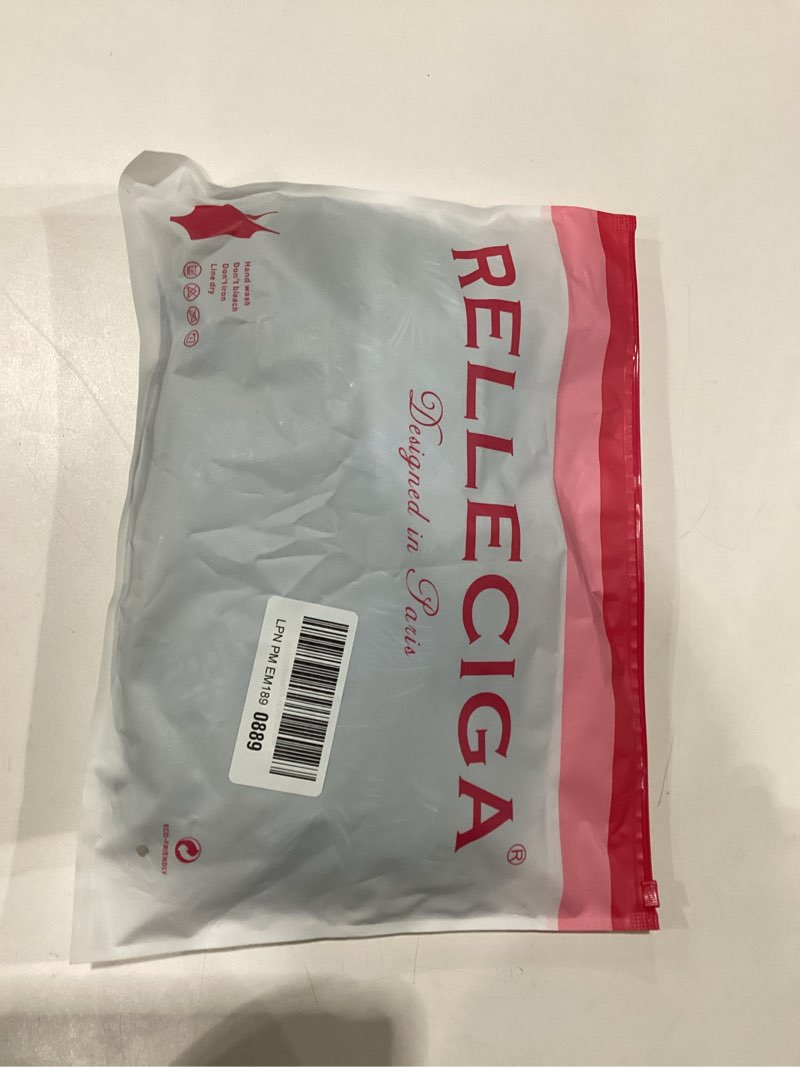 RELLECIGA®
Designed in Paris
Hand wash
Don't bleach
Don't iron
Line dry
LPN PM EM189 0889
ECO-FRIENDLY